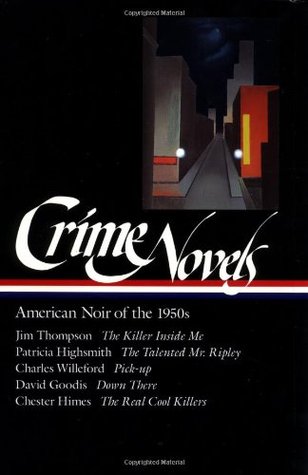 Crime Novels
American Noir of the 1950s
Jim Thompson The Killer Inside Me
Patricia Highsmith The Talented Mr. Ripley
Charles Willeford Pick-up
David Goodis Down There
Chester Himes The Real Cool Killers